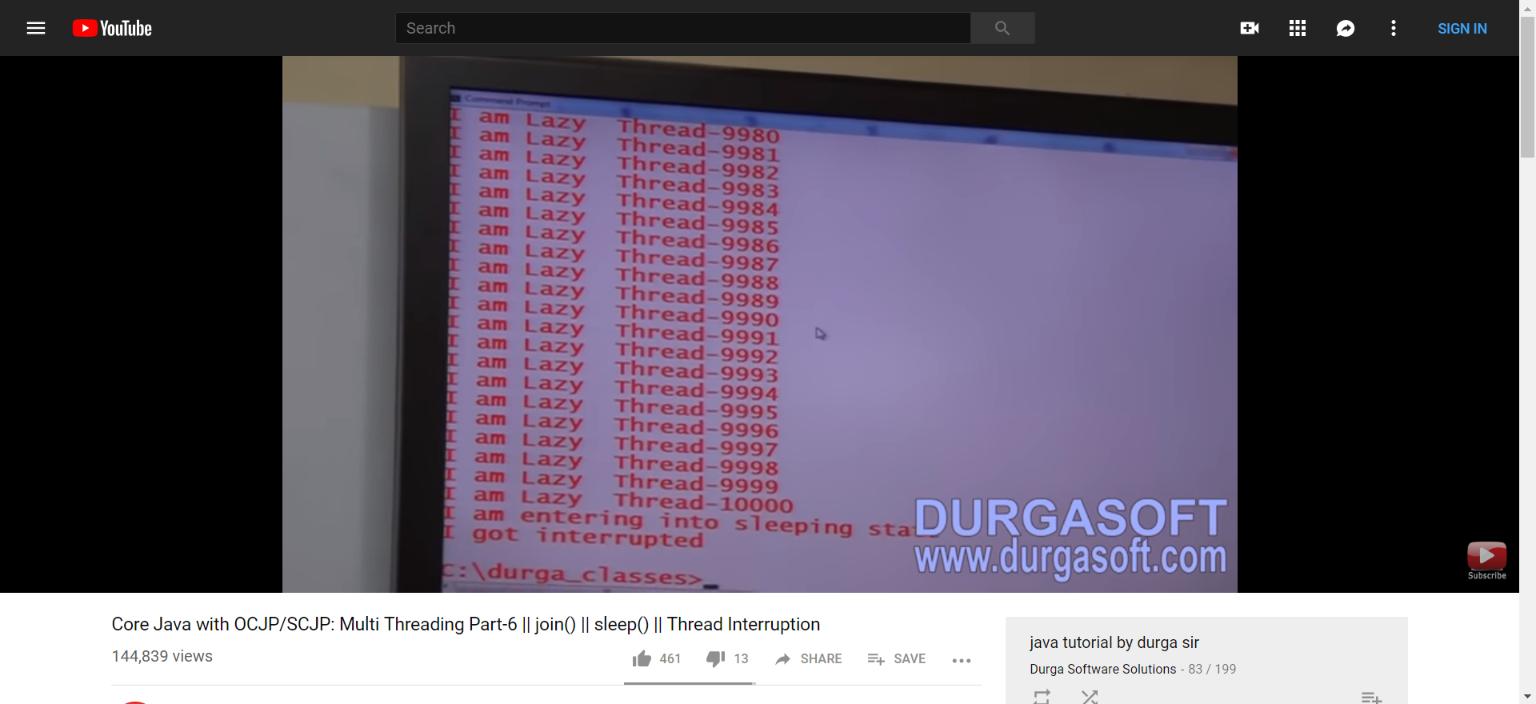 YouTube
Search
SIGN IN
Command Prompt
I am Lazy Thread-9980
I am Lazy Thread-9981
I am Lazy Thread-9982
I am Lazy Thread-9983
I am Lazy Thread-9984
I am Lazy Thread-9985
I am Lazy Thread-9986
I am Lazy Thread-9987
I am Lazy Thread-9988
I am Lazy Thread-9989
I am Lazy Thread-9990
I am Lazy Thread-9991
I am Lazy Thread-9992
I am Lazy Thread-9993
I am Lazy Thread-9994
I am Lazy Thread-9995
I am Lazy Thread-9996
I am Lazy Thread-9997
I am Lazy Thread-9998
I am Lazy Thread-9999
I am Lazy Thread-10000
I am entering into sleeping
I got interrupted
C:\durga_classes>
DURGASOFT
www.durgasoft.com
Subscribe
Core Java with OCJP/SCJP: Multi Threading Part-6 || join() || sleep() || Thread Interruption
144,839 views
461
13
SHARE
SAVE
java tutorial by durga sir
Durga Software Solutions - 83 / 199